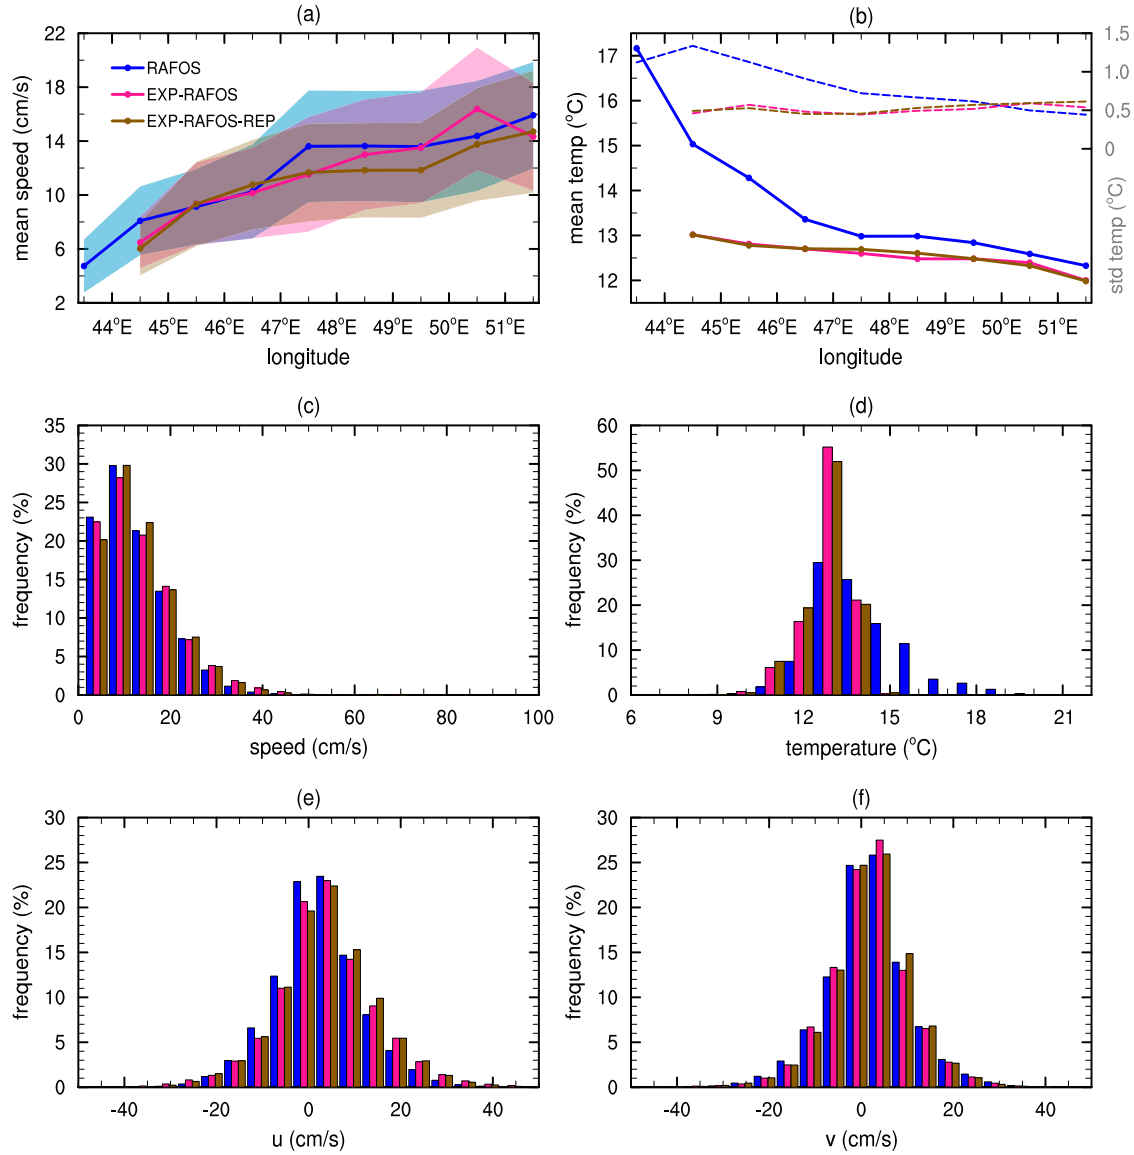 (a)
22
18
14
10
6
2
mean speed (cm/s)
RAFOS
EXP-RAFOS
EXP-RAFOS-REP
44°E 45°E 46°E 47°E 48°E 49°E 50°E 51°E
longitude
(b)
17
16
15
14
13
12
mean temp (°C)
1.5
1.0
0.5
0
std temp (°C)
44°E 45°E 46°E 47°E 48°E 49°E 50°E 51°E
longitude
(c)
35
30
25
20
15
10
5
0
frequency (%)
0 20 40 60 80 100
speed (cm/s)
(d)
60
50
40
30
20
10
0
frequency (%)
6 9 12 15 18 21
temperature (°C)
(e)
30
25
20
15
10
5
0
frequency (%)
-40 -20 0 20 40
u (cm/s)
(f)
30
25
20
15
10
5
0
frequency (%)
-40 -20 0 20 40
v (cm/s)